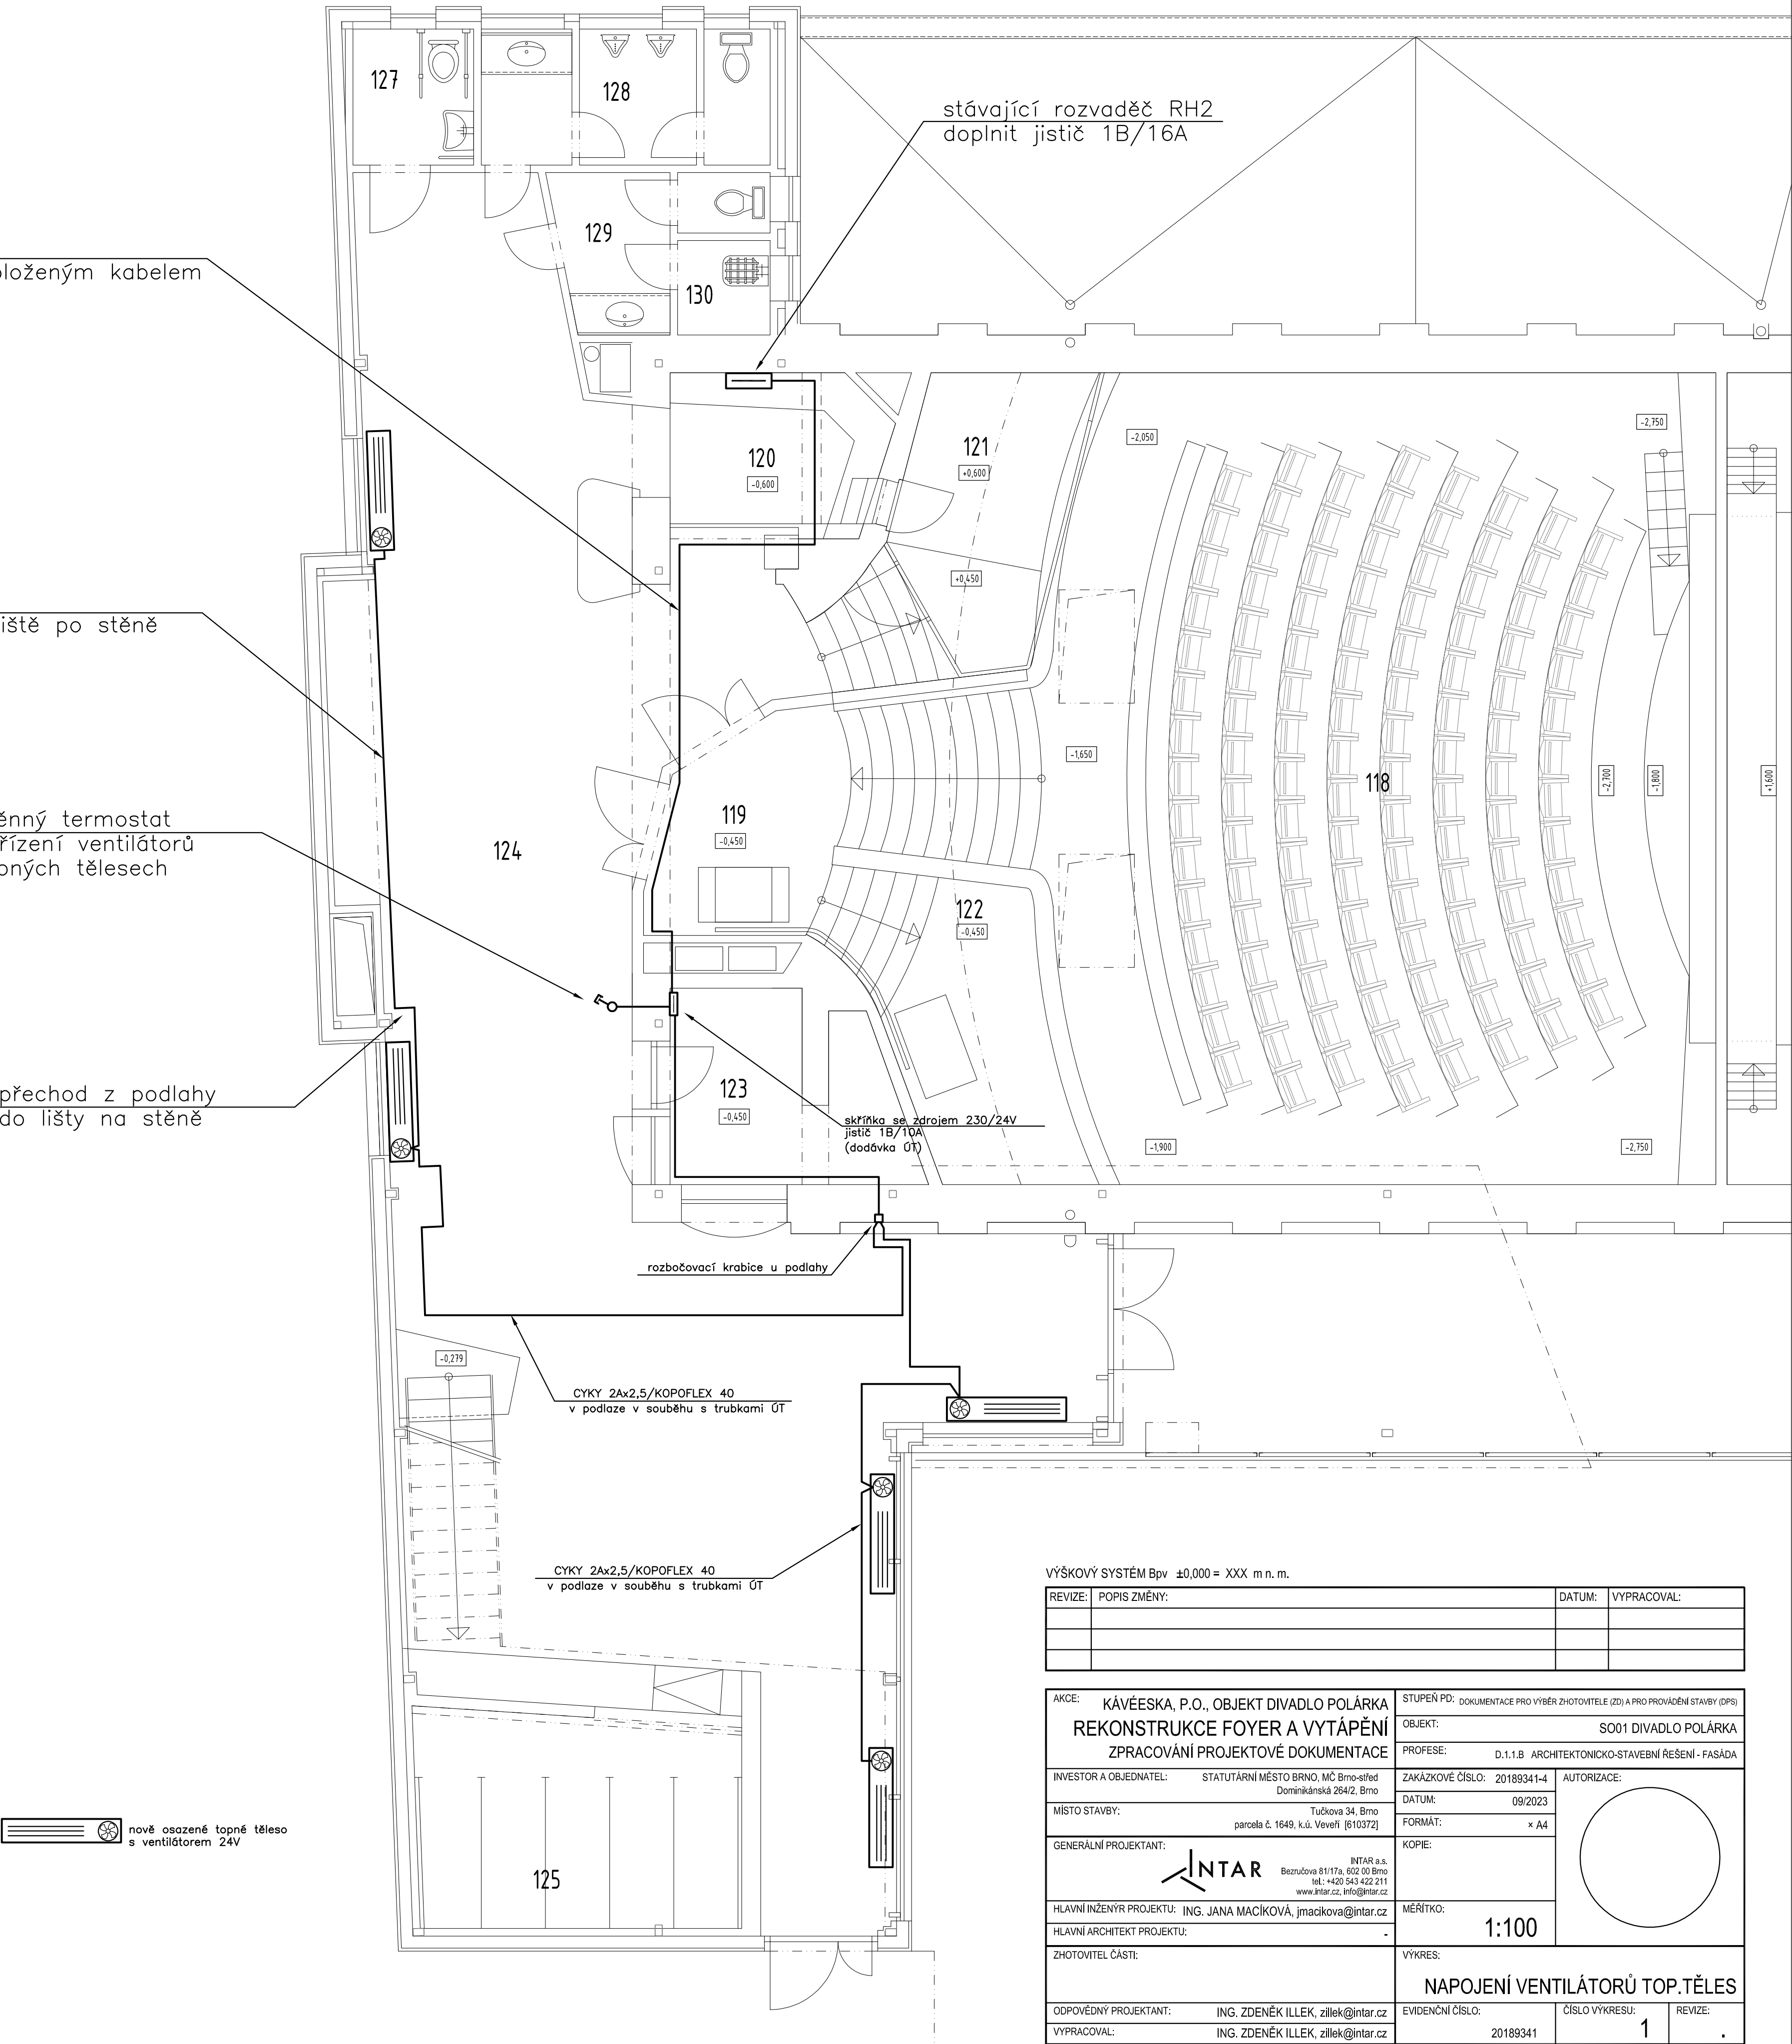 127
128
stávající rozvaděč RH2
doplnit jistič 1B/16A
129
130
oloženým kabelem
120
-0,600
121
+0,600
-2,050
-2,750
+0,450
iště po stěně
-1,650
118
-2,700
-1,800
+1,600
119
-0,450
ěnný termostat
řízení ventilátorů
oných tělesech
124
122
-0,450
přechod z podlahy
do lišty na stěně
123
-0,450
skříňka se zdrojem 230/24V
jistič 1B/10A
(dodávka ÚT)
-1,900
-2,750
rozbočovací krabice u podlahy
-0,279
CYKY 2Ax2,5/KOPOFLEX 40
v podlaze v souběhu s trubkami ÚT
CYKY 2Ax2,5/KOPOFLEX 40
v podlaze v souběhu s trubkami ÚT
nově osazené topné těleso
s ventilátorem 24V
125
VÝŠKOVÝ SYSTÉM Bpv ±0,000 = XXX m n. m.
REVIZE: POPIS ZMĚNY: DATUM: VYPRACOVAL:
AKCE: KÁVÉESKA, P.O., OBJEKT DIVADLO POLÁRKA
REKONSTRUKCE FOYER A VYTÁPĚNÍ
ZPRACOVÁNÍ PROJEKTOVÉ DOKUMENTACE
STUPEŇ PD: DOKUMENTACE PRO VÝBĚR ZHOTOVITELE (ZD) A PRO PROVÁDĚNÍ STAVBY (DPS)
OBJEKT: SO01 DIVADLO POLÁRKA
PROFESE: D.1.1.B ARCHITEKTONICKO-STAVEBNÍ ŘEŠENÍ - FASÁDA
INVESTOR A OBJEDNATEL: STATUTÁRNÍ MĚSTO BRNO, MČ Brno-střed
Dominikánská 264/2, Brno
ZAKÁZKOVÉ ČÍSLO: 20189341-4
AUTORIZACE:
DATUM: 09/2023
MÍSTO STAVBY: Tučkova 34, Brno
parcela č. 1649, k.ú. Veveří [610372]
FORMÁT: × A4
GENERÁLNÍ PROJEKTANT:
INTAR
INTAR a.s.
Bezručova 81/17a, 602 00 Brno
tel.: +420 543 422 211
www.intar.cz, info@intar.cz
KOPIE:
HLAVNÍ INŽENÝR PROJEKTU: ING. JANA MACÍKOVÁ, jmacikova@intar.cz
HLAVNÍ ARCHITEKT PROJEKTU: -
MĚŘÍTKO: 1:100
ZHOTOVITEL ČÁSTI:
VÝKRES:
NAPOJENÍ VENTILÁTORŮ TOP.TĚLES
ODPOVĚDNÝ PROJEKTANT: ING. ZDENĚK ILLEK, zillek@intar.cz
VYPRACOVAL: ING. ZDENĚK ILLEK, zillek@intar.cz
EVIDENČNÍ ČÍSLO: 20189341
ČÍSLO VÝKRESU: 1
REVIZE: .